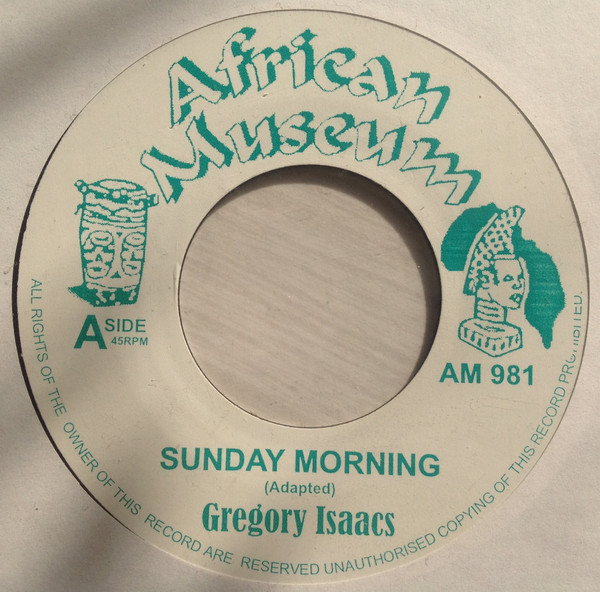 African
Museum
A SIDE
45RPM
AM 981
SUNDAY MORNING
(Adapted)
Gregory Isaacs
ALL RIGHTS OF THE OWNER OF THIS RECORD ARE RESERVED UNAUTHORISED COPYING OF THIS RECORD PROHIBITED.